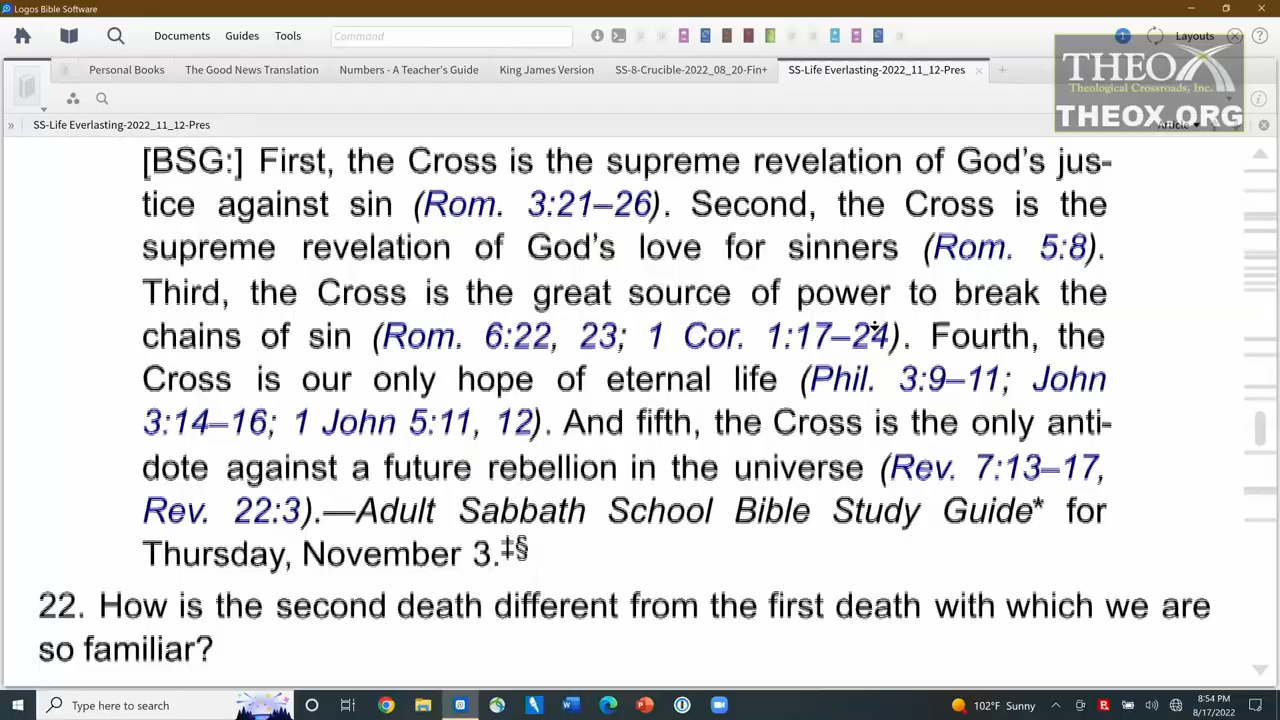 Logos Bible Software
Documents Guides Tools Command Layouts
Personal Books The Good News Translation Numbers - A Teacher's Guide King James Version SS-8-Crucible-2022_08_20-Fin+ SS-Life Everlasting-2022_11_12-Pres
THEOX
Theological Crossroads, Inc.
THEOX.ORG
SS-Life Everlasting-2022_11_12-Pres Article
[BSG:] First, the Cross is the supreme revelation of God's jus-
tice against sin (Rom. 3:21–26). Second, the Cross is the
supreme revelation of God's love for sinners (Rom. 5:8).
Third, the Cross is the great source of power to break the
chains of sin (Rom. 6:22, 23; 1 Cor. 1:17–24). Fourth, the
Cross is our only hope of eternal life (Phil. 3:9–11; John
3:14–16; 1 John 5:11, 12). And fifth, the Cross is the only anti-
dote against a future rebellion in the universe (Rev. 7:13–17,
Rev. 22:3).—Adult Sabbath School Bible Study Guide* for
Thursday, November 3.‡§
22. How is the second death different from the first death with which we are
so familiar?
Type here to search 102°F Sunny 8:54 PM
8/17/2022